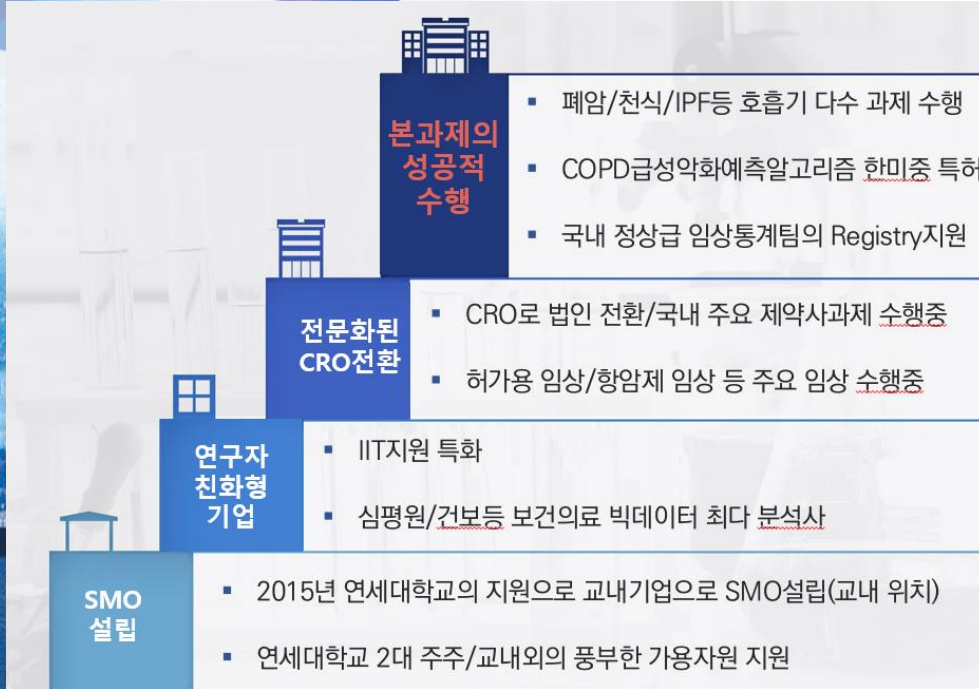 본과제의
성공적
수행
▪ 폐암/천식/IPF등 호흡기 다수 과제 수행
▪ COPD급성악화예측알고리즘 한미중 특허
▪ 국내 정상급 임상통계팀의 Registry지원
전문화된
CRO전환
▪ CRO로 법인 전환/국내 주요 제약사과제 수행중
▪ 허가용 임상/항암제 임상 등 주요 임상 수행중
연구자
친화형
기업
▪ IIT지원 특화
▪ 심평원/건보등 보건의료 빅데이터 최다 분석사
SMO
설립
▪ 2015년 연세대학교의 지원으로 교내기업으로 SMO설립(교내 위치)
▪ 연세대학교 2대 주주/교내외의 풍부한 가용자원 지원